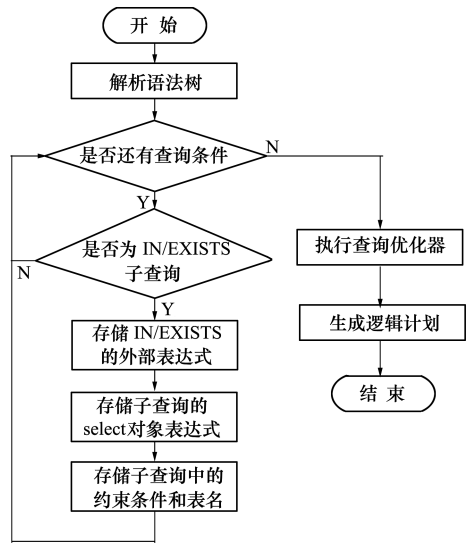 开 始
解析语法树
是否还有查询条件
N
Y
是否为 IN/EXISTS
子查询
N
Y
存储 IN/EXISTS
的外部表达式
存储子查询的
select对象表达式
存储子查询中的
约束条件和表名
执行查询优化器
生成逻辑计划
结 束